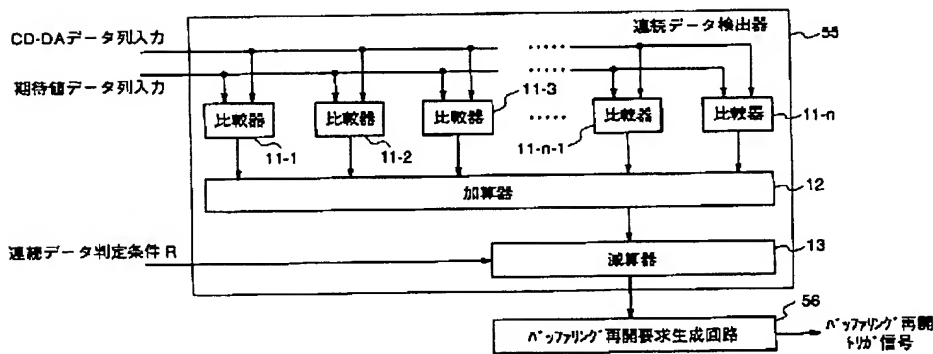 連続データ検出器
55
CD-DAデータ列入力
期待値データ列入力
.....
.....
比較器
比較器
比較器
.....
比較器
比較器
11-1
11-2
11-3
11-n-1
11-n
加算器
12
連続データ判定条件 R
減算器
13
56
バッファリング再開要求生成回路
バッファリング再開
トリガ信号